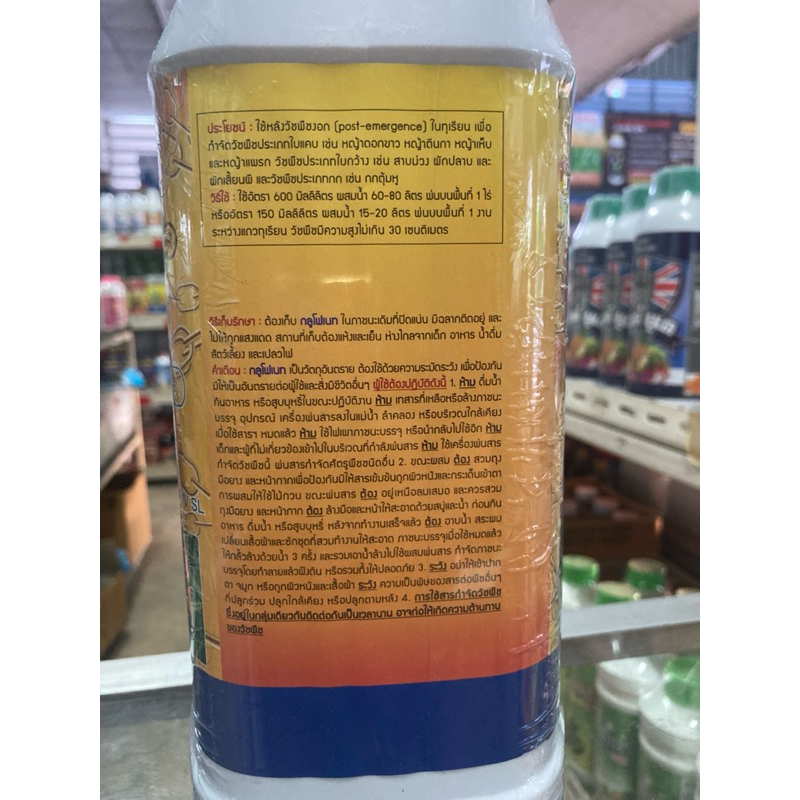 ประโยชน์ : ใช้หลังวัชพืชงอก (post-emergence) ในทุเรียน เพื่อ
กำจัดวัชพืชประเภทใบแคบ เช่น หญ้าดอกขาว หญ้าตีนกา หญ้าเห็บ
และหญ้าแพรก วัชพืชประเภทใบกว้าง เช่น สาบม่วง ผักปลาบ และ
ผักเสี้ยนผี และวัชพืชประเภทกก เช่น กกตุ้มหู
วิธีใช้ : ใช้อัตรา 600 มิลลิลิตร ผสมน้ำ 60-80 ลิตร พ่นบนพื้นที่ 1 ไร่
หรืออัตรา 150 มิลลิลิตร ผสมน้ำ 15-20 ลิตร พ่นบนพื้นที่ 1 งาน
ระหว่างแถวทุเรียน วัชพืชมีความสูงไม่เกิน 30 เซนติเมตร
วิธีเก็บรักษา : ต้องเก็บ กลูโฟเนท ในภาชนะเดิมที่ปิดแน่น มีฉลากติดอยู่ และ
ไม่ให้ถูกแสงแดด สถานที่เก็บต้องแห้งและเย็น ห่างไกลจากเด็ก อาหาร น้ำดื่ม
สัตว์เลี้ยง และเปลวไฟ
คำเตือน : กลูโฟเนท เป็นวัตถุอันตราย ต้องใช้ด้วยความระมัดระวัง เพื่อป้องกัน
มิให้เป็นอันตรายต่อผู้ใช้และสิ่งมีชีวิตอื่นๆ ผู้ใช้ต้องปฏิบัติดังนี้ 1. ห้าม ดื่มน้ำ
กินอาหาร หรือสูบบุหรี่ในขณะปฏิบัติงาน ห้าม เทสารที่เหลือหรือล้างภาชนะ
บรรจุ อุปกรณ์ เครื่องพ่นสารลงในแม่น้ำ ลำคลอง หรือบริเวณใกล้เคียง
เมื่อใช้สารฯ หมดแล้ว ห้าม ใช้ไฟเผาภาชนะบรรจุ หรือนำกลับไปใช้อีก ห้าม
เด็กและผู้ที่ไม่เกี่ยวข้องเข้าไปในบริเวณที่กำลังพ่นสาร ห้าม ใช้เครื่องพ่นสาร
กำจัดวัชพืชนี้ พ่นสารกำจัดศัตรูพืชชนิดอื่น 2. ขณะผสม ต้อง สวมถุง
มือยาง และหน้ากากเพื่อป้องกันมิให้สารเข้มข้นถูกผิวหนังและกระเด็นเข้าตา
การผสมให้ใช้ไม้กวน ขณะพ่นสาร ต้อง อยู่เหนือลมเสมอ และควรสวม
ถุงมือยาง และหน้ากาก ต้อง ล้างมือและหน้าให้สะอาดด้วยสบู่และน้ำ ก่อนกิน
อาหาร ดื่มน้ำ หรือสูบบุหรี่ หลังจากทำงานเสร็จแล้ว ต้อง อาบน้ำ สระผม
เปลี่ยนเสื้อผ้าและซักชุดที่สวมทำงานให้สะอาด ภาชนะบรรจุเมื่อใช้หมดแล้ว
ให้กลั้วล้างด้วยน้ำ 3 ครั้ง และรวมเอาน้ำล้างไปใช้ผสมพ่นสาร กำจัดภาชนะ
บรรจุโดยทำลายแล้วฝังดิน หรือรวมทิ้งให้ปลอดภัย 3. ระวัง อย่าให้เข้าปาก
ตา จมูก หรือถูกผิวหนังและเสื้อผ้า ระวัง ความเป็นพิษของสารต่อพืชอื่นๆ
ที่ปลูกร่วม ปลูกใกล้เคียง หรือปลูกตามหลัง 4. การใช้สารกำจัดวัชพืช
ซึ่งอยู่ในกลุ่มเดียวกันติดต่อกันเป็นเวลานาน อาจก่อให้เกิดความต้านทาน
ของวัชพืช
SL